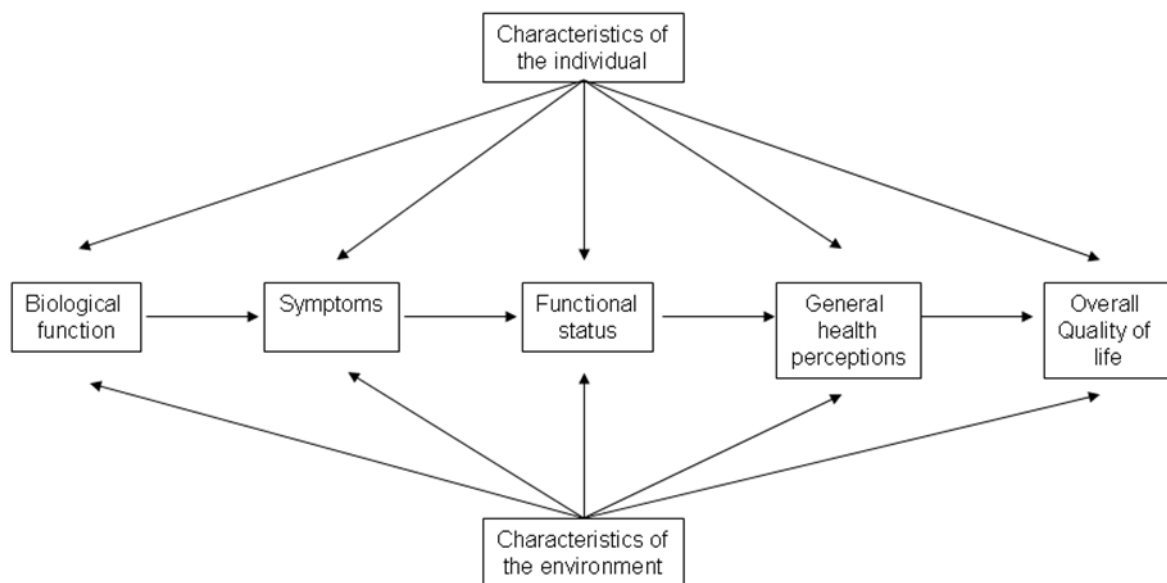 Characteristics of
the individual
Biological
function
Symptoms
Functional
status
General
health
perceptions
Overall
Quality of
life
Characteristics of
the environment